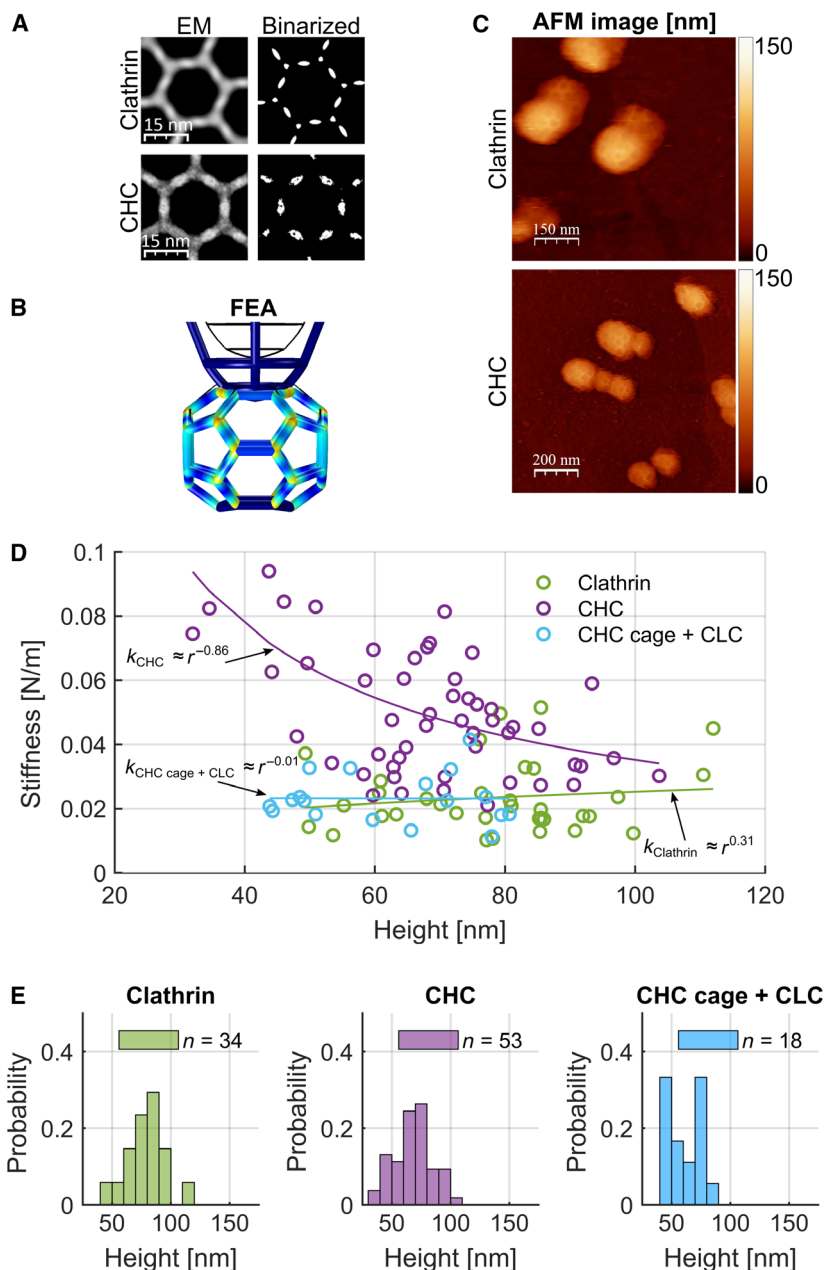 A
EM
Binarized
Clathrin
15 nm
CHC
15 nm
B
FEA
C
AFM image [nm]
Clathrin
150 nm
150
0
CHC
200 nm
150
0
D
Stiffness [N/m]
0.1
0.08
0.06
0.04
0.02
0
Clathrin
CHC
CHC cage + CLC
kCHC ≈ r^−0.86
kCHC cage + CLC ≈ r^−0.01
kClathrin ≈ r^0.31
20 40 60 80 100 120
Height [nm]
E
Clathrin
n = 34
Probability
0.4
0.2
0
50 100 150
Height [nm]
CHC
n = 53
Probability
0.4
0.2
0
50 100 150
Height [nm]
CHC cage + CLC
n = 18
Probability
0.4
0.2
0
50 100 150
Height [nm]